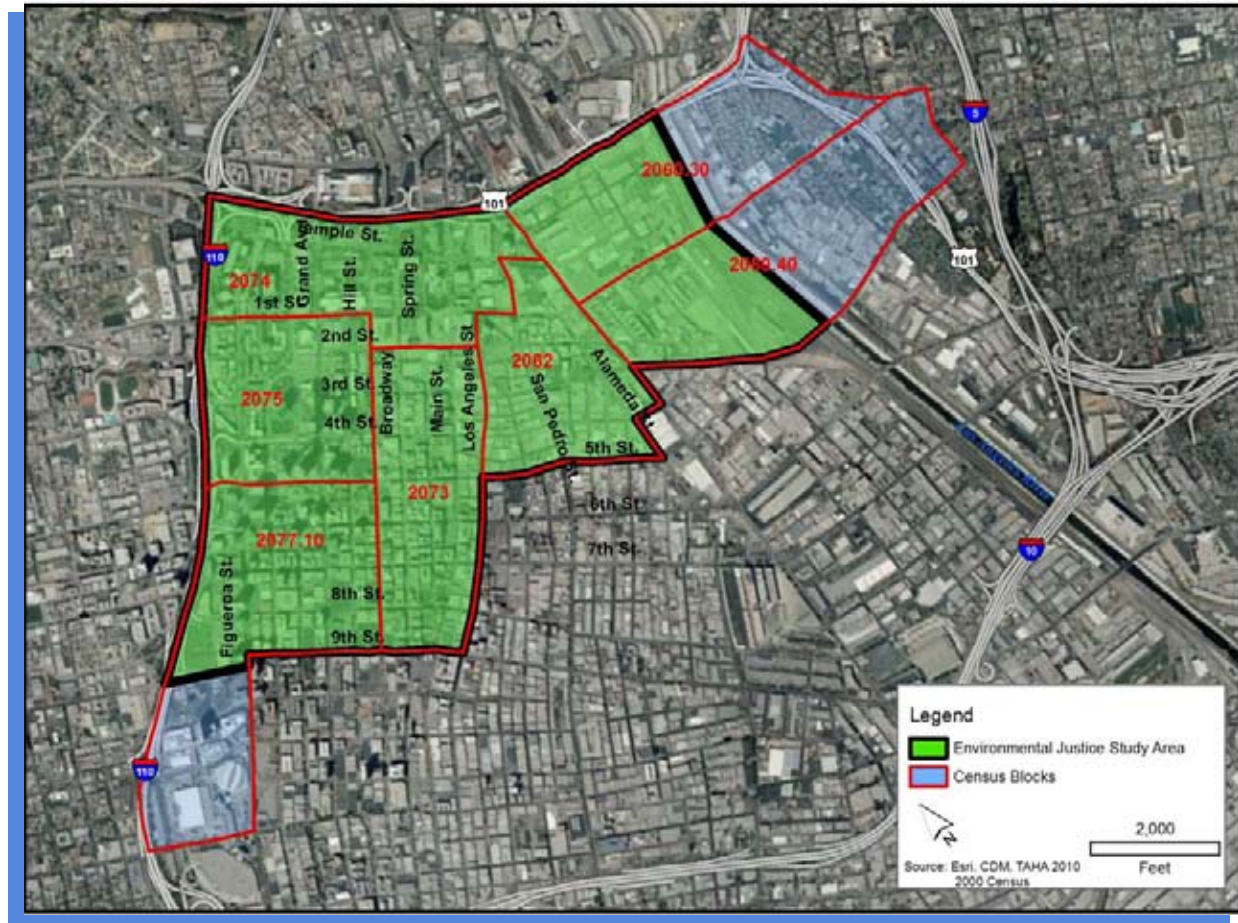 5
2060.30
101
Temple St.
Grand Av
110
Hill St.
Spring St.
2060.40
101
2074
1st St.
2nd St.
2062
Alameda St.
3rd St.
Broadway
Main St.
Los Angeles St
San Pedro St.
2075
4th St.
5th St.
2073
6th St.
7th St.
10
2077.10
Figueroa St.
8th St.
9th St.
110
Legend
Environmental Justice Study Area
Census Blocks
N
2,000
Feet
Source: Esri, CDM, TAHA 2010
2000 Census